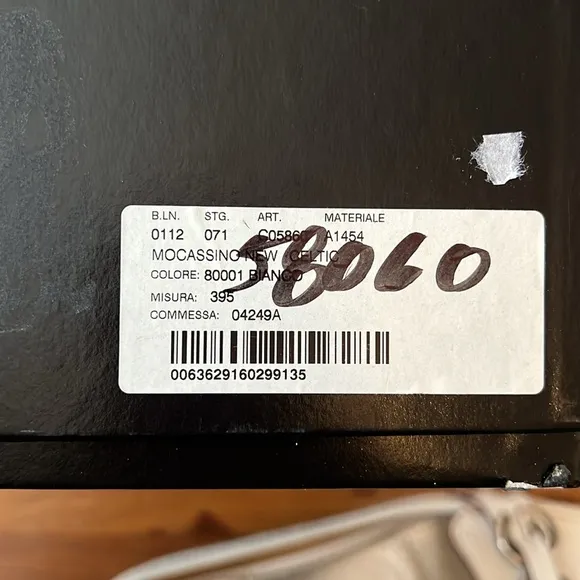 B.LN. STG. ART. MATERIALE
0112 071 C05860 A1454
58060
MOCASSINO NEW CELTIC
COLORE: 80001 BIANCO
MISURA: 395
COMMESSA: 04249A
0063629160299135